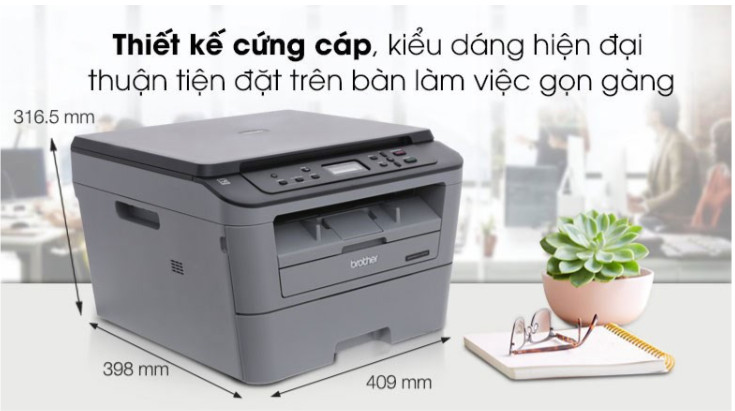 Thiết kế cứng cáp, kiểu dáng hiện đại
thuận tiện đặt trên bàn làm việc gọn gàng
316.5 mm
brother
398 mm
409 mm